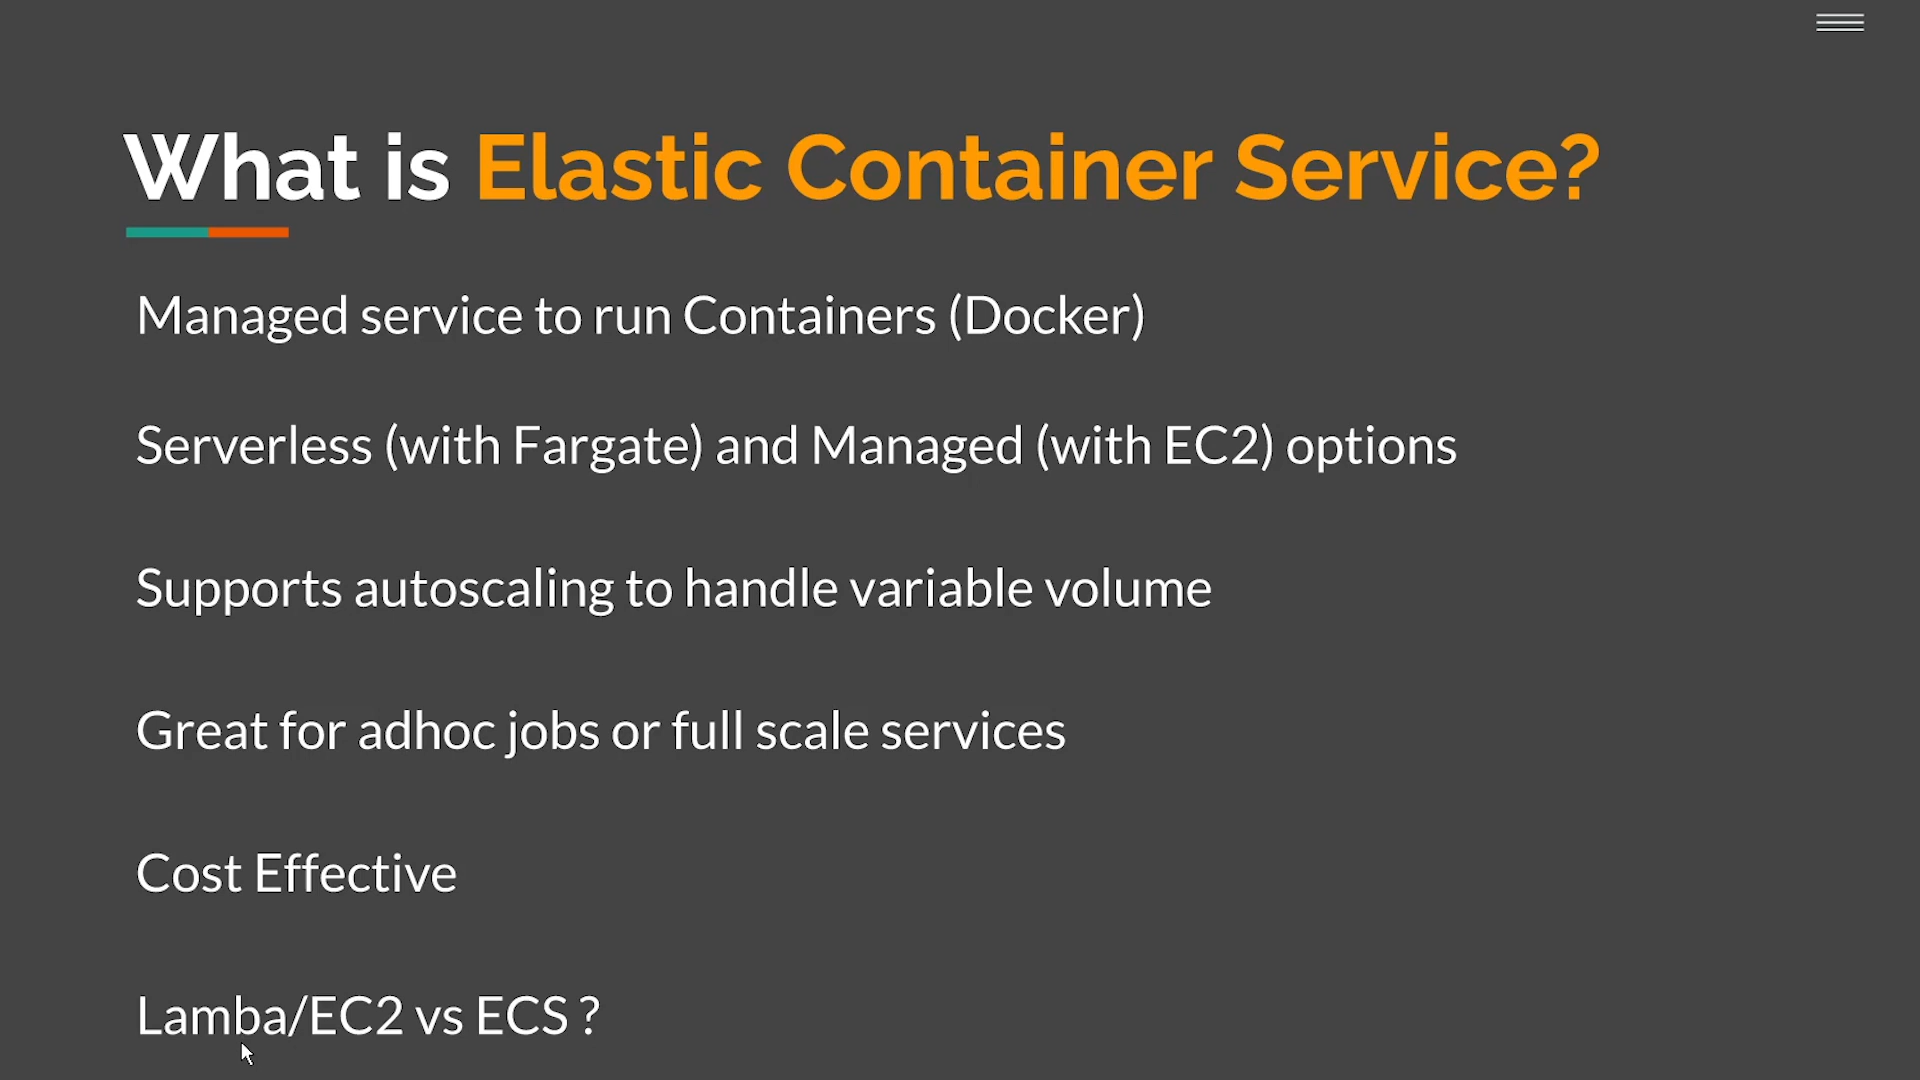 What is Elastic Container Service?
Managed service to run Containers (Docker)
Serverless (with Fargate) and Managed (with EC2) options
Supports autoscaling to handle variable volume
Great for adhoc jobs or full scale services
Cost Effective
Lamba/EC2 vs ECS ?